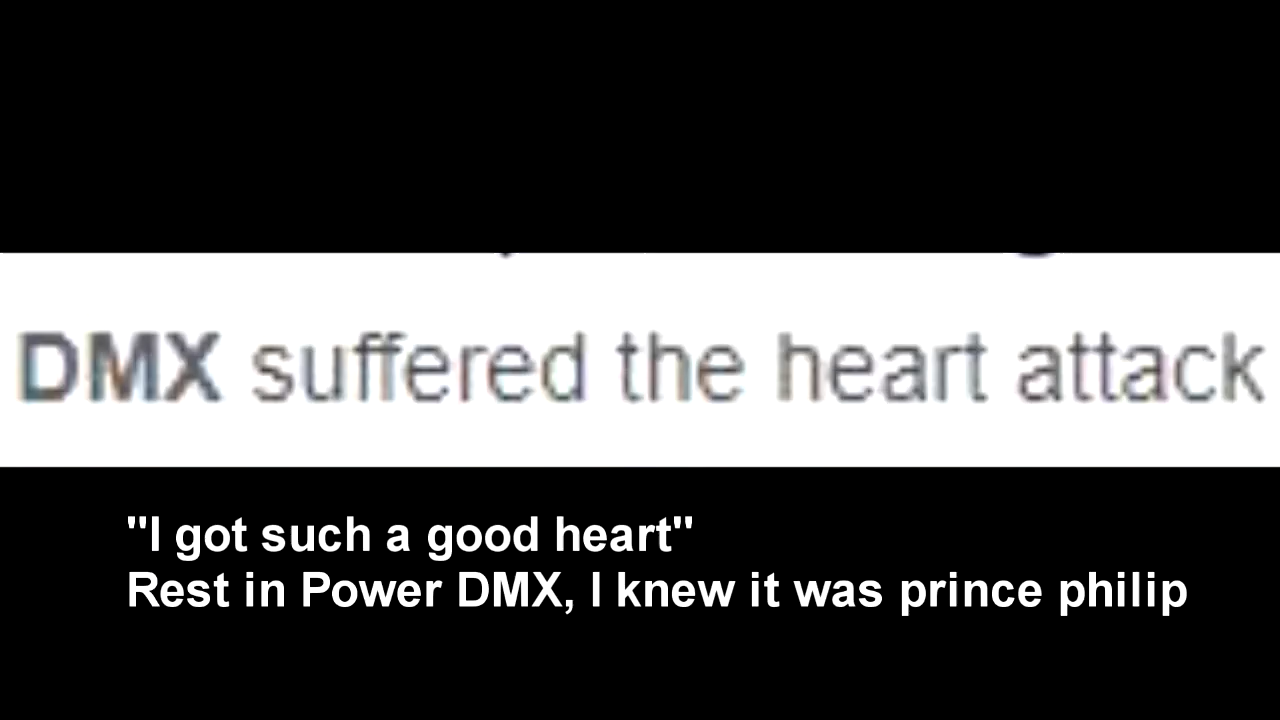 DMX suffered the heart attack
"I got such a good heart"
Rest in Power DMX, I knew it was prince philip